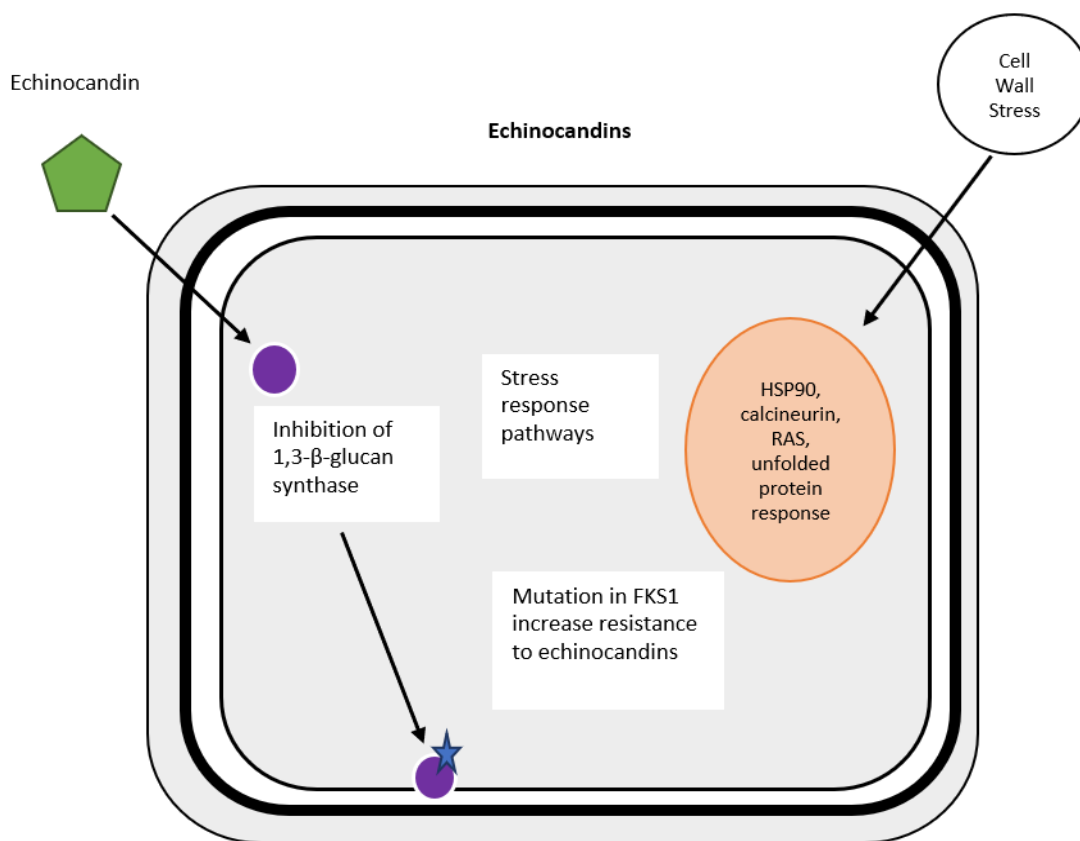 Echinocandin
Cell
Wall
Stress
Echinocandins
Stress
response
pathways
HSP90,
calcineurin,
RAS,
unfolded
protein
response
Inhibition of
1,3-β-glucan
synthase
Mutation in FKS1
increase resistance
to echinocandins